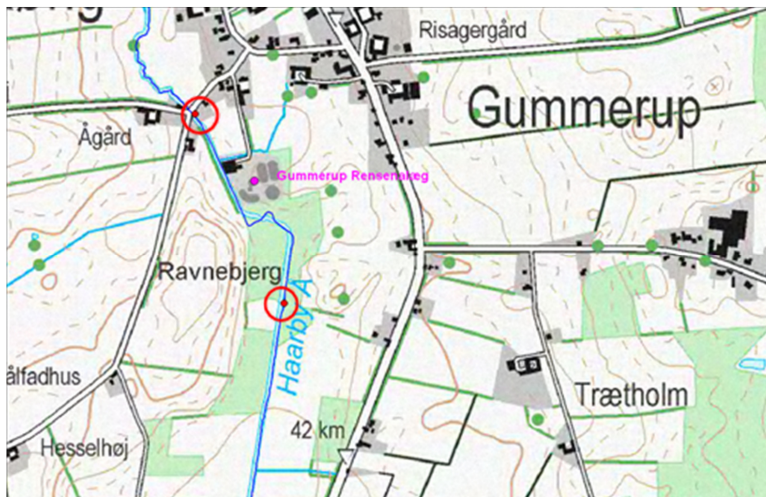 Risagergård
Gummerup
Ågård
Gummerup Renseanlæg
Ravnebjerg
Haarby Å
ålfadhus
Trætholm
42 km
Hesselhøj